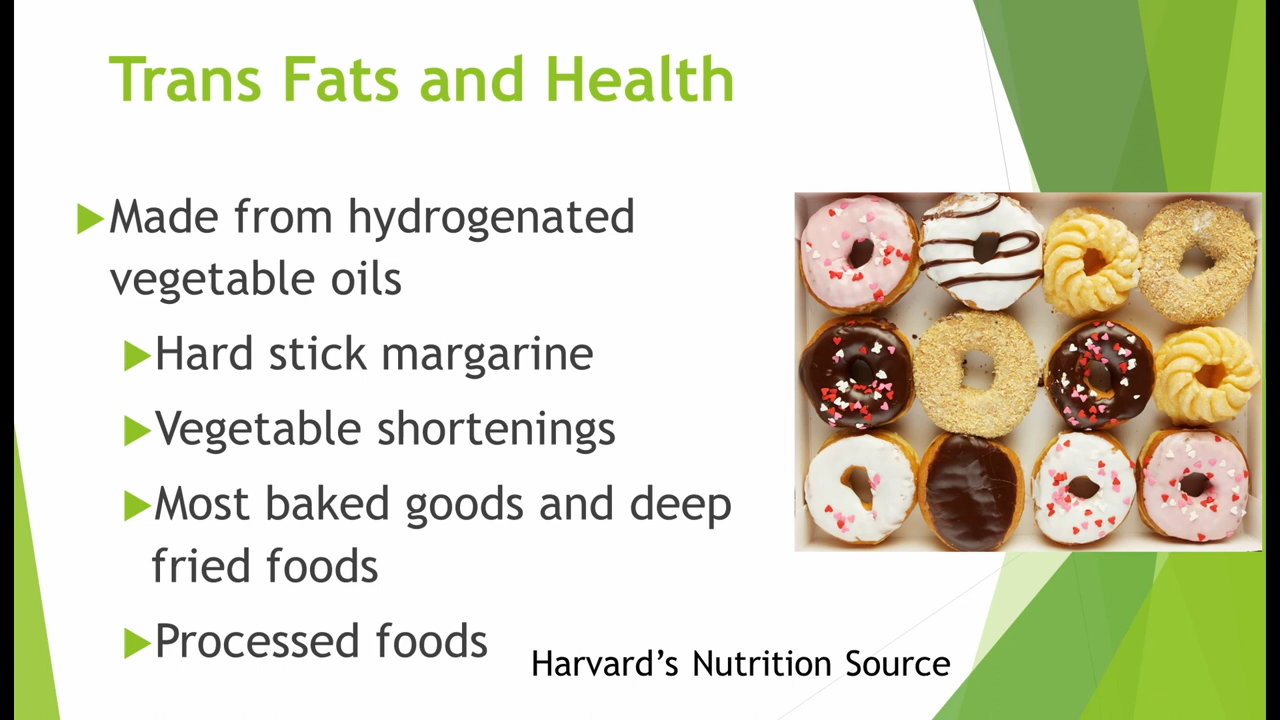 Trans Fats and Health
Made from hydrogenated
vegetable oils
Hard stick margarine
Vegetable shortenings
Most baked goods and deep
fried foods
Processed foods
Harvard’s Nutrition Source